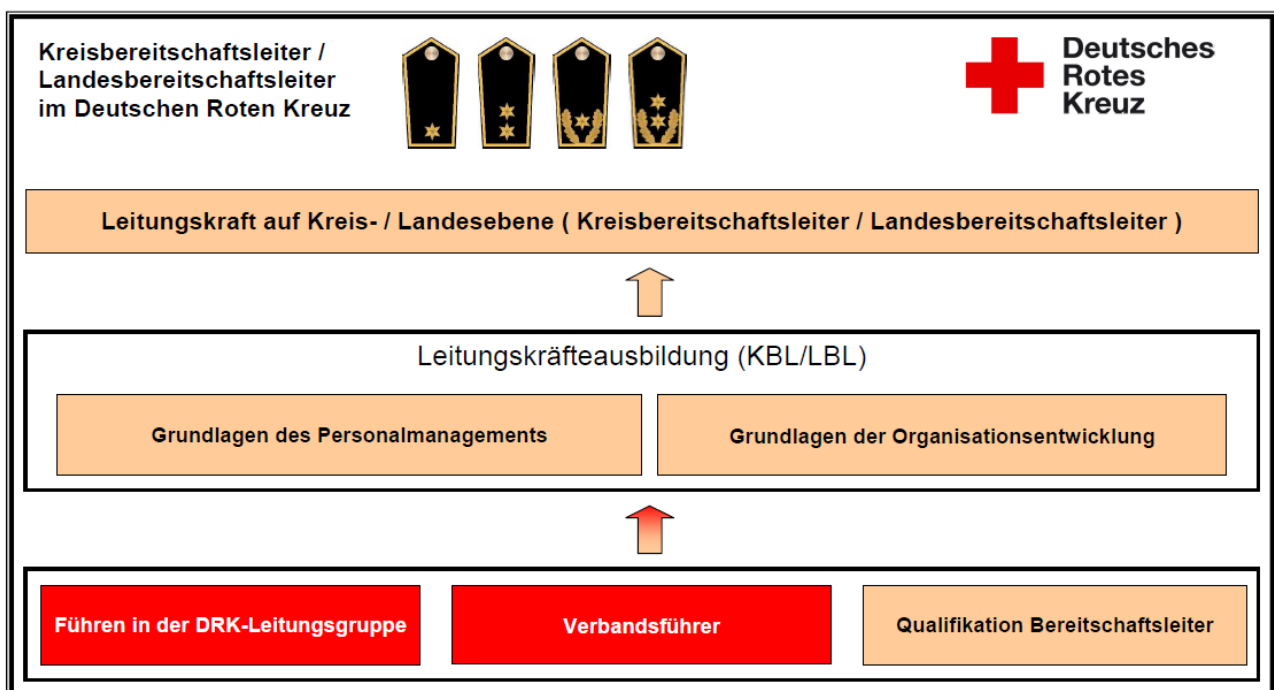 Kreisbereitschaftsleiter /
Landesbereitschaftsleiter
im Deutschen Roten Kreuz
Deutsches
Rotes
Kreuz
Leitungskraft auf Kreis- / Landesebene ( Kreisbereitschaftsleiter / Landesbereitschaftsleiter )
Leitungskräfteausbildung (KBL/LBL)
Grundlagen des Personalmanagements
Grundlagen der Organisationsentwicklung
Führen in der DRK-Leitungsgruppe
Verbandsführer
Qualifikation Bereitschaftsleiter